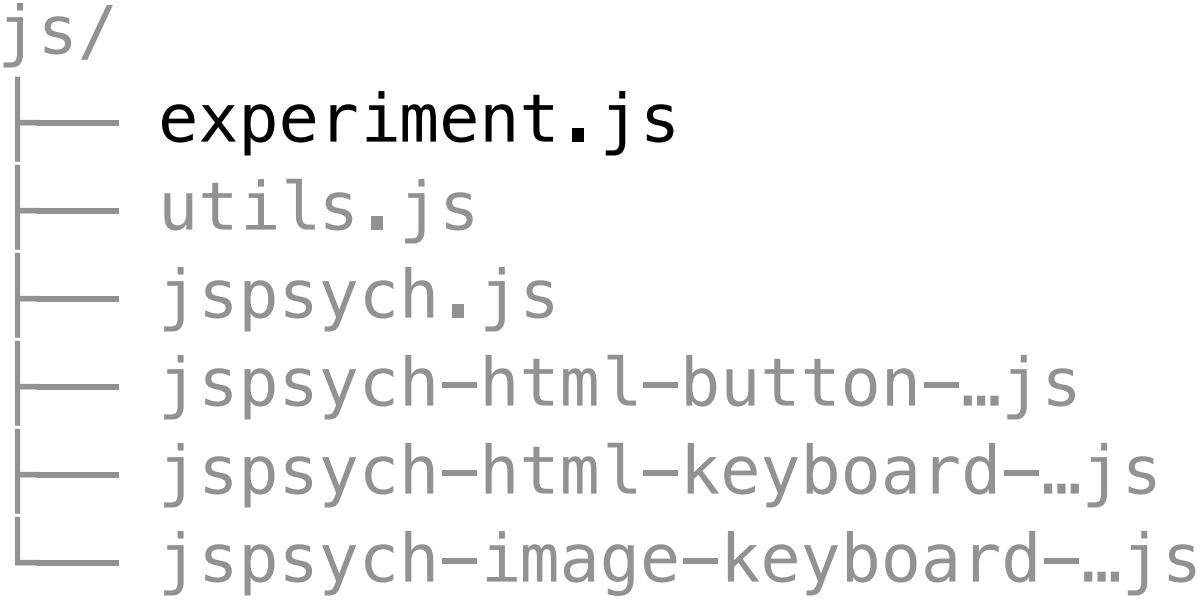 js/
experiment.js
utils.js
jspsych.js
jspsych-html-button-…js
jspsych-html-keyboard-…js
jspsych-image-keyboard-…js